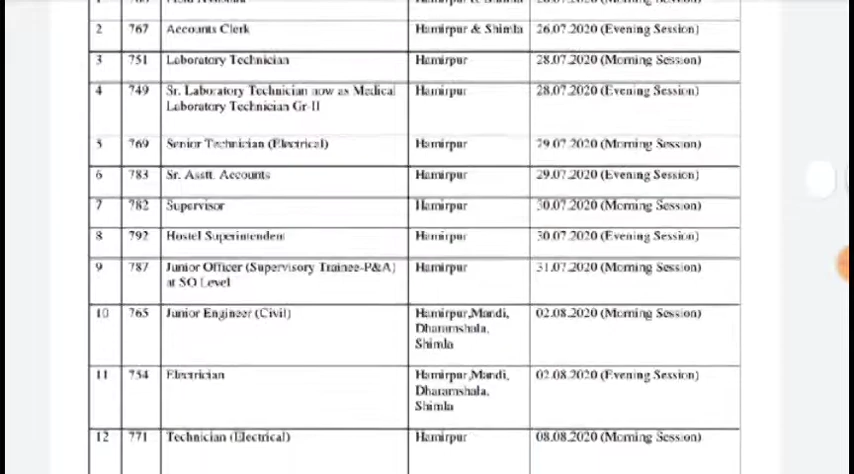 2 767 Accounts Clerk Hamirpur & Shimla 26.07.2020 (Evening Session)
3 751 Laboratory Technician Hamirpur 28.07.2020 (Morning Session)
4 749 Sr. Laboratory Technician now as Medical Hamirpur 28.07.2020 (Evening Session)
Laboratory Technician Gr-II
5 769 Senior Technician (Electrical) Hamirpur 29.07.2020 (Morning Session)
6 783 Sr. Asstt. Accounts Hamirpur 29.07.2020 (Evening Session)
7 782 Supervisor Hamirpur 30.07.2020 (Morning Session)
8 792 Hostel Superintendent Hamirpur 30.07.2020 (Evening Session)
9 787 Junior Officer (Supervisory Trainee-P&A) Hamirpur 31.07.2020 (Morning Session)
at SO Level
10 765 Junior Engineer (Civil) Hamirpur,Mandi, 02.08.2020 (Morning Session)
Dharamshala,
Shimla
11 754 Electrician Hamirpur,Mandi, 02.08.2020 (Evening Session)
Dharamshala,
Shimla
12 771 Technician (Electrical) Hamirpur 08.08.2020 (Morning Session)